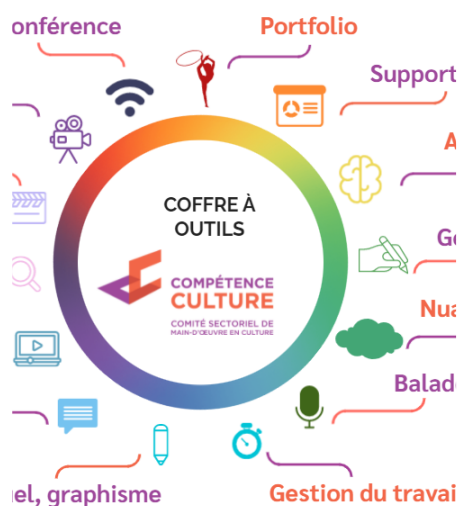 onférence
Portfolio
Support
A
COFFRE À
OUTILS
Ge
COMPÉTENCE
CULTURE
COMITÉ SECTORIEL DE
MAIN-D'ŒUVRE EN CULTURE
Nua
Balad
el, graphisme
Gestion du travai